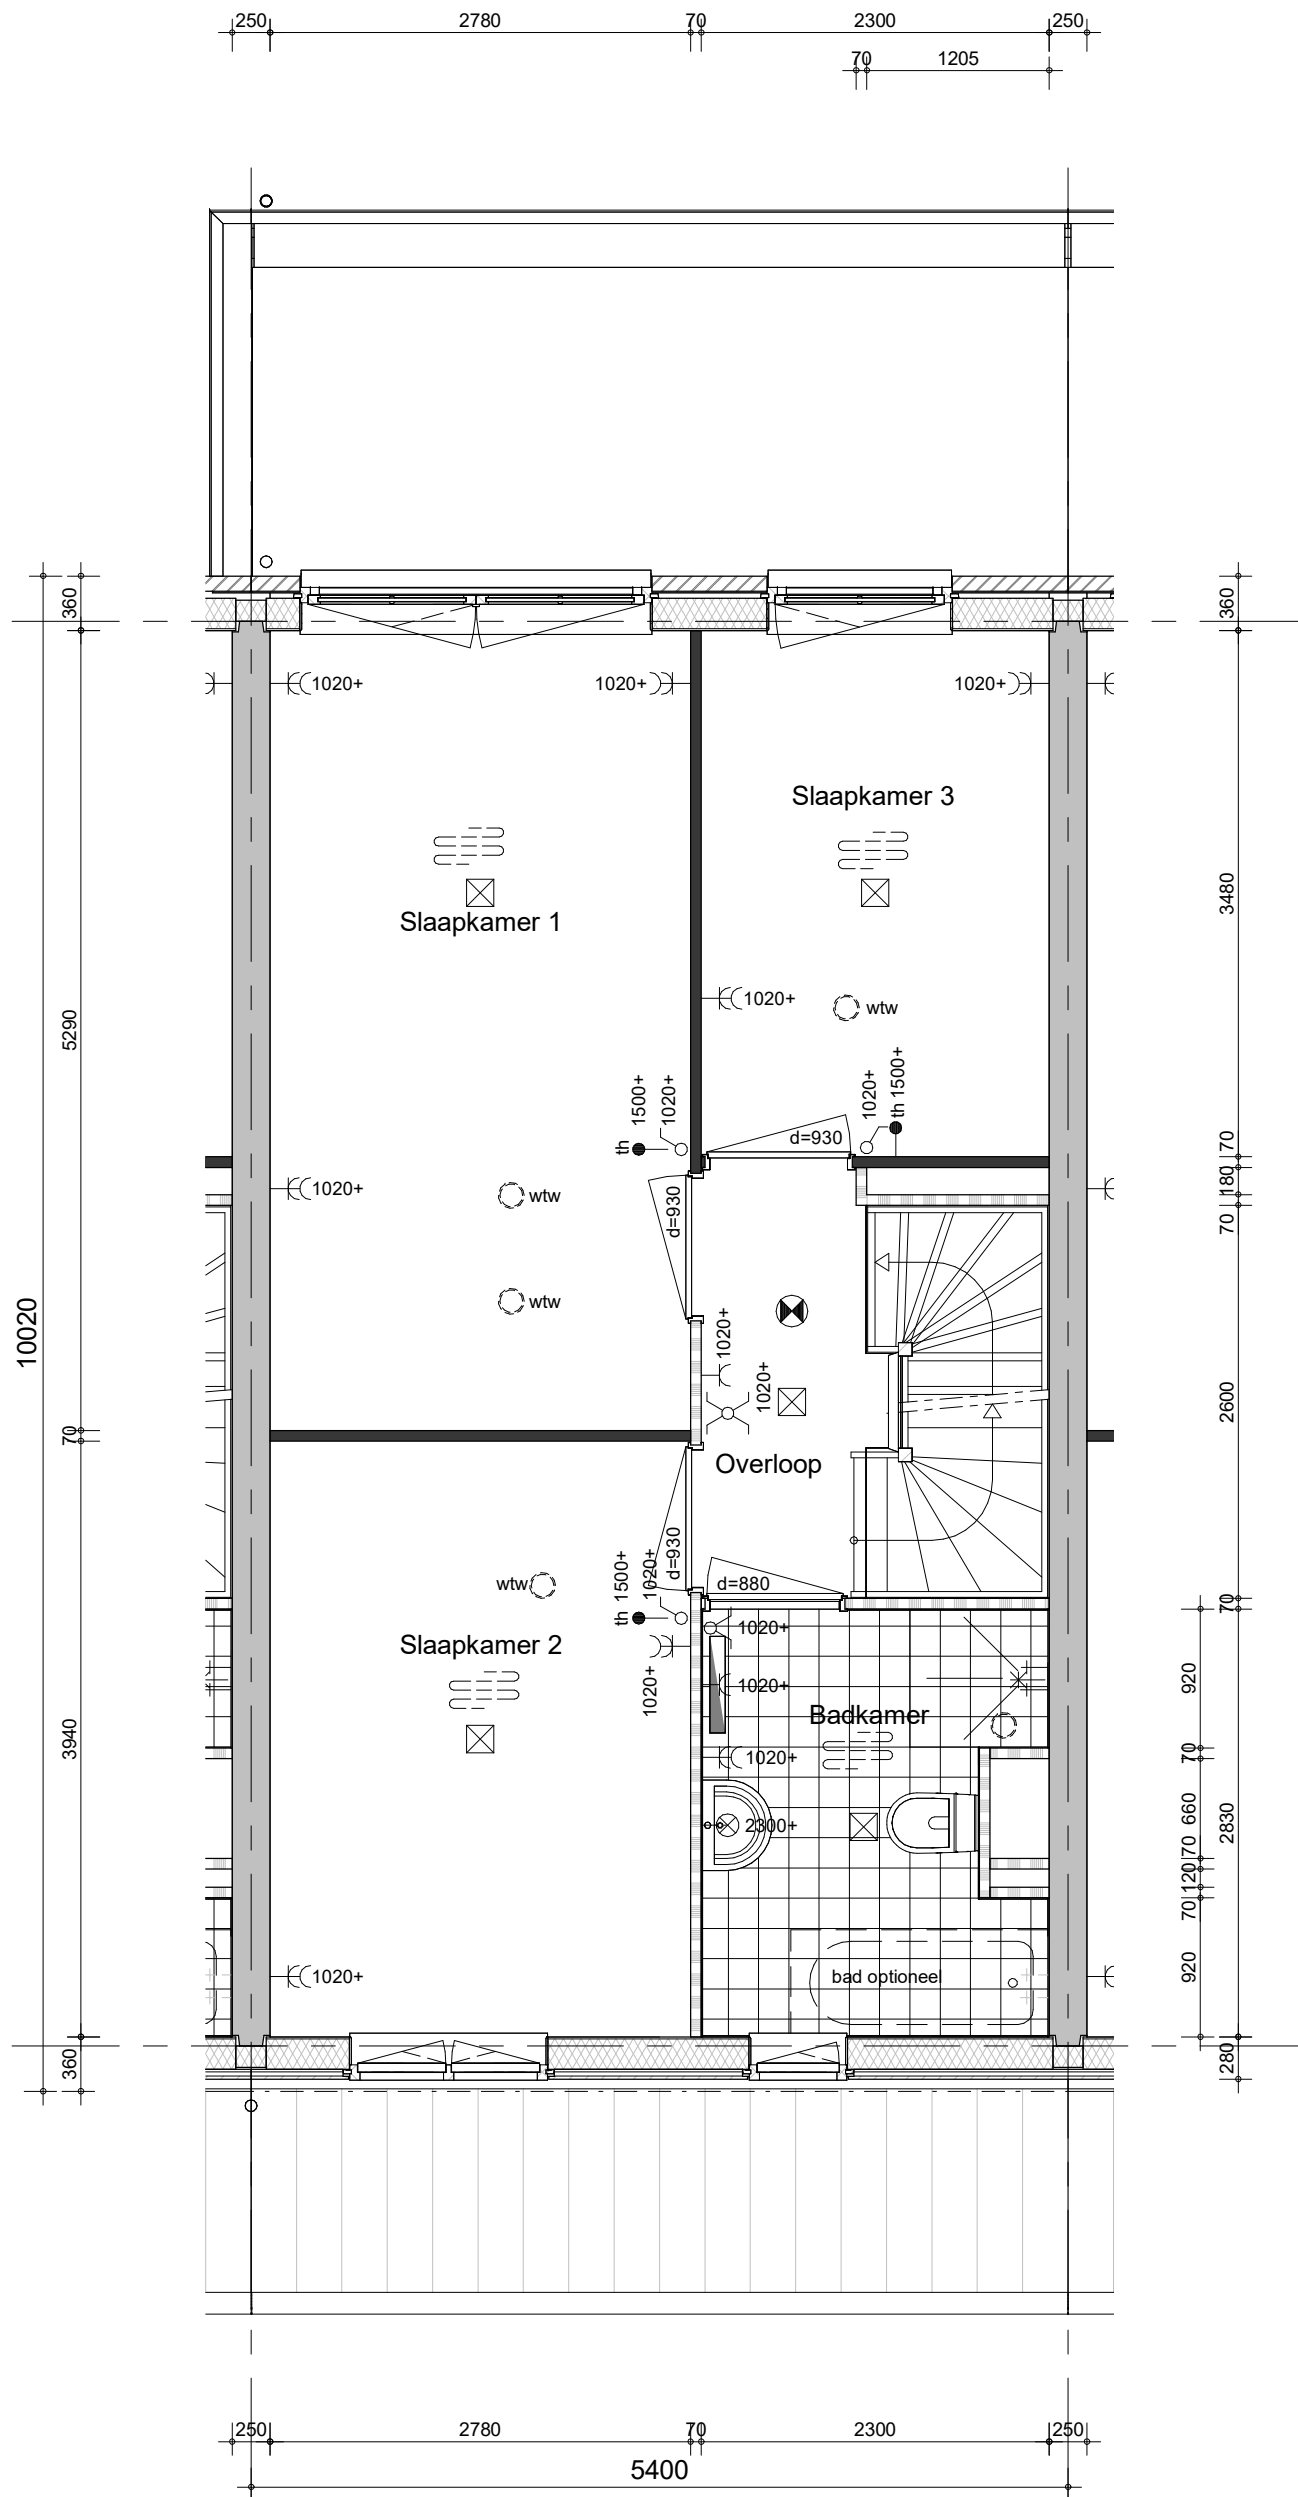 250 2780 70 2300 250
70 1205
360 360
1020+ 1020+ 1020+
Slaapkamer 3
Slaapkamer 1
3480
1020+ 1020+
wtw
5290
th 1500+ 1020+
1020+ th 1500+
d=930
70
180
70
1020+
wtw
d=930
wtw
10020
1020+
1020+
2600
70
Overloop
d=930
d=880
wtw
th 1500+ 1020+
70
1020+
Slaapkamer 2
1020+
1020+
920
Badkamer
3940
1020+
70
660
2300+
70
2830
120
70
1020+
bad optioneel
920
360
280
250 2780 70 2300 250
5400